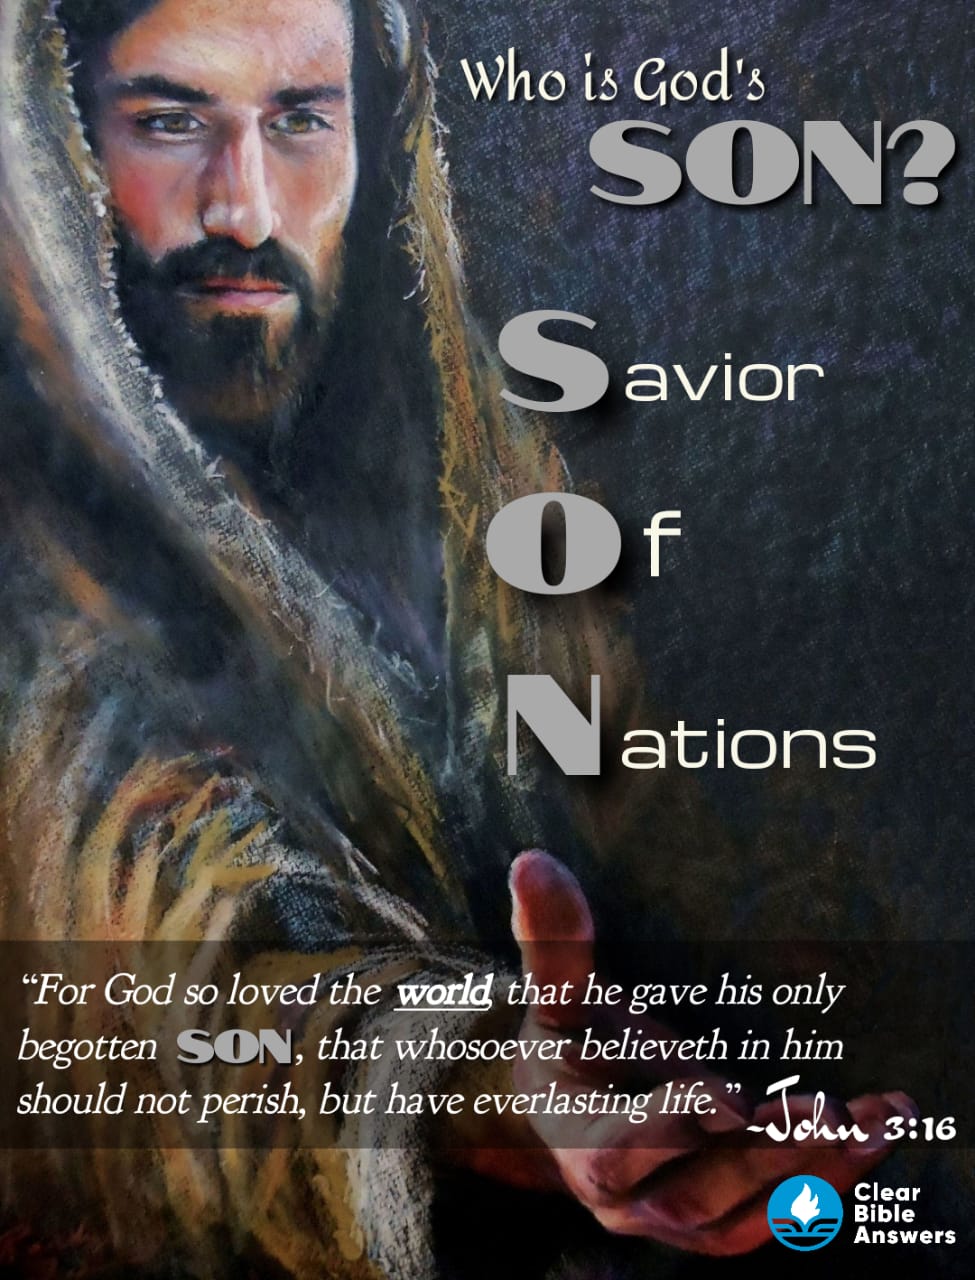 Who is God's
SON?
Savior
Of
Nations
“For God so loved the world, that he gave his only
begotten SON, that whosoever believeth in him
should not perish, but have everlasting life.”
-John 3:16
Clear
Bible
Answers